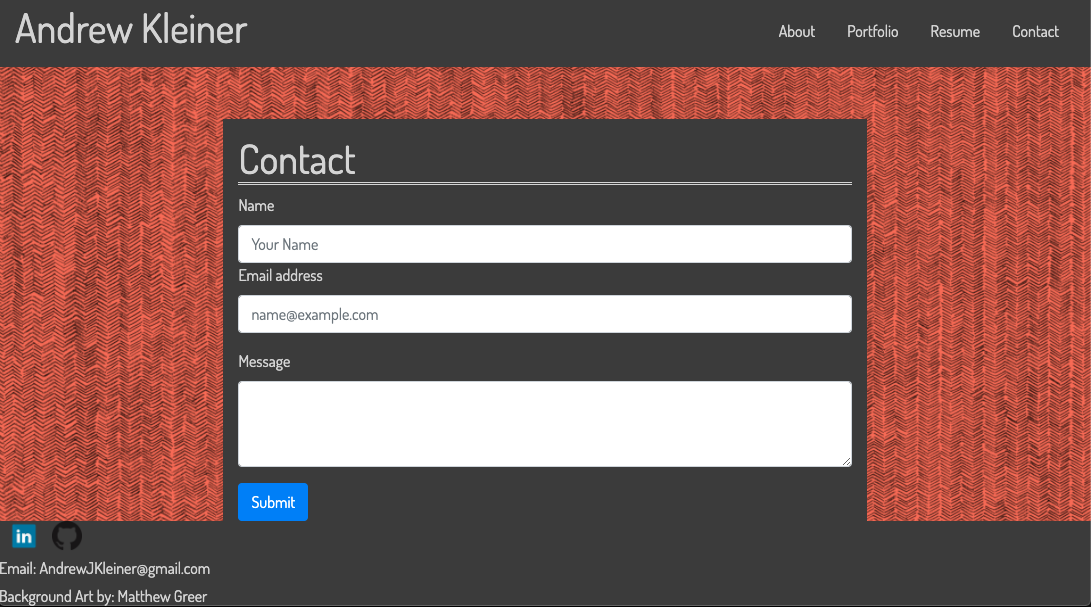 Andrew Kleiner
About Portfolio Resume Contact
Contact
Name
Your Name
Email address
name@example.com
Message
Submit
in
Email: AndrewJKleiner@gmail.com
Background Art by: Matthew Greer